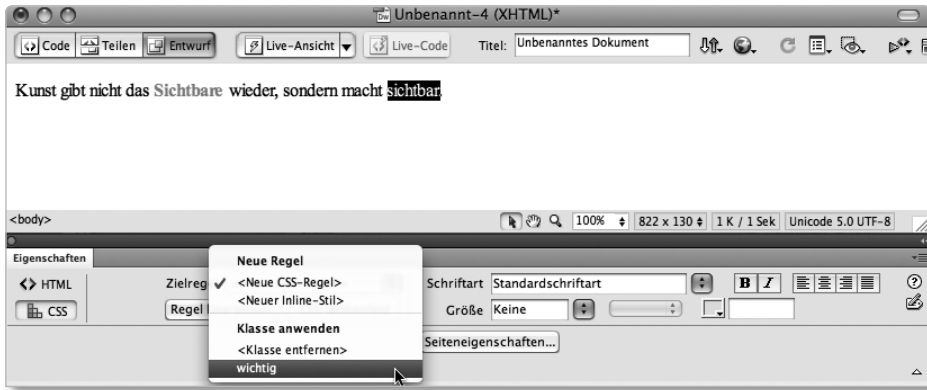 Unbenannt-4 (XHTML)*
Code Teilen Entwurf Live-Ansicht Live-Code Titel: Unbenanntes Dokument
Kunst gibt nicht das Sichtbare wieder, sondern macht sichtbar.
<body> 100% 822 x 130 1 K / 1 Sek Unicode 5.0 UTF-8
Eigenschaften
HTML
CSS
Zielreg
Regel
Neue Regel
<Neue CSS-Regel>
<Neuer Inline-Stil>
Klasse anwenden
<Klasse entfernen>
wichtig
Schriftart Standardschriftart B I
Größe Keine
Seiteneigenschaften...